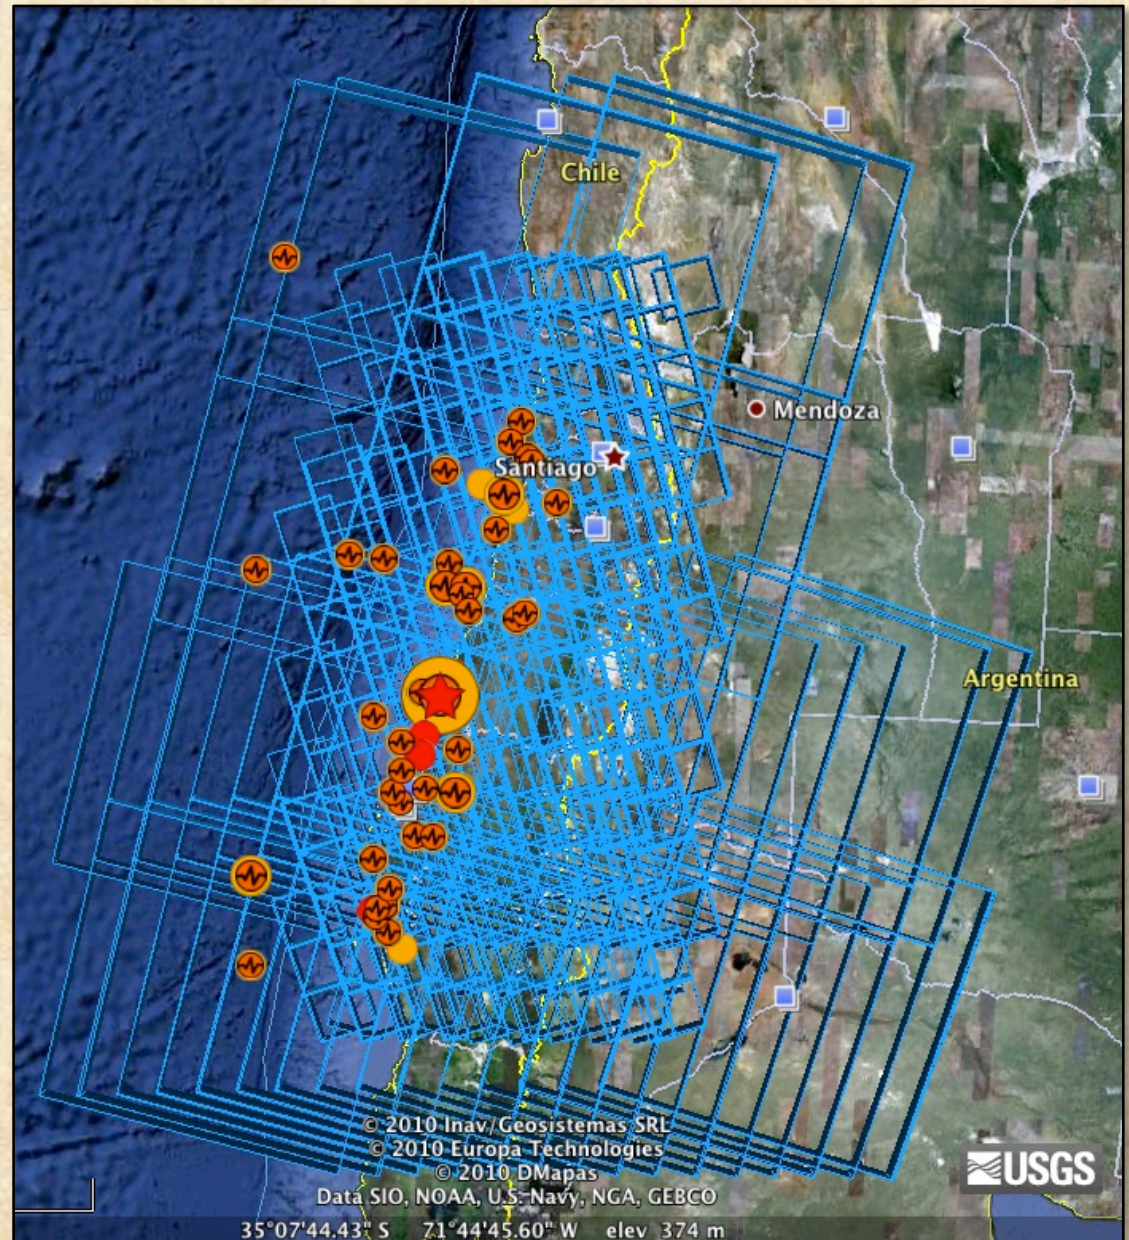 Chile
Mendoza
Santiago
Argentina
© 2010 Inav/Geosistemas SRL
© 2010 Europa Technologies
© 2010 DMapas
Data SIO, NOAA, U.S. Navy, NGA, GEBCO
USGS
35°07'44.43" S 71°44'45.60" W elev 374 m